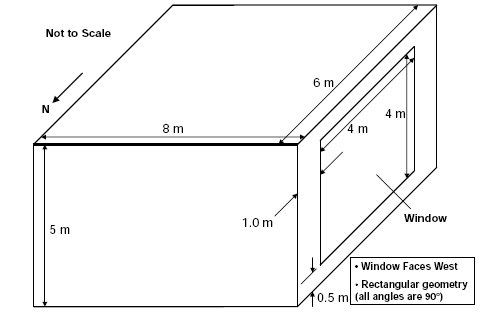 Not to Scale
6 m
N
8 m
4 m
4 m
1.0 m
5 m
Window
0.5 m
• Window Faces West
• Rectangular geometry
(all angles are 90°)